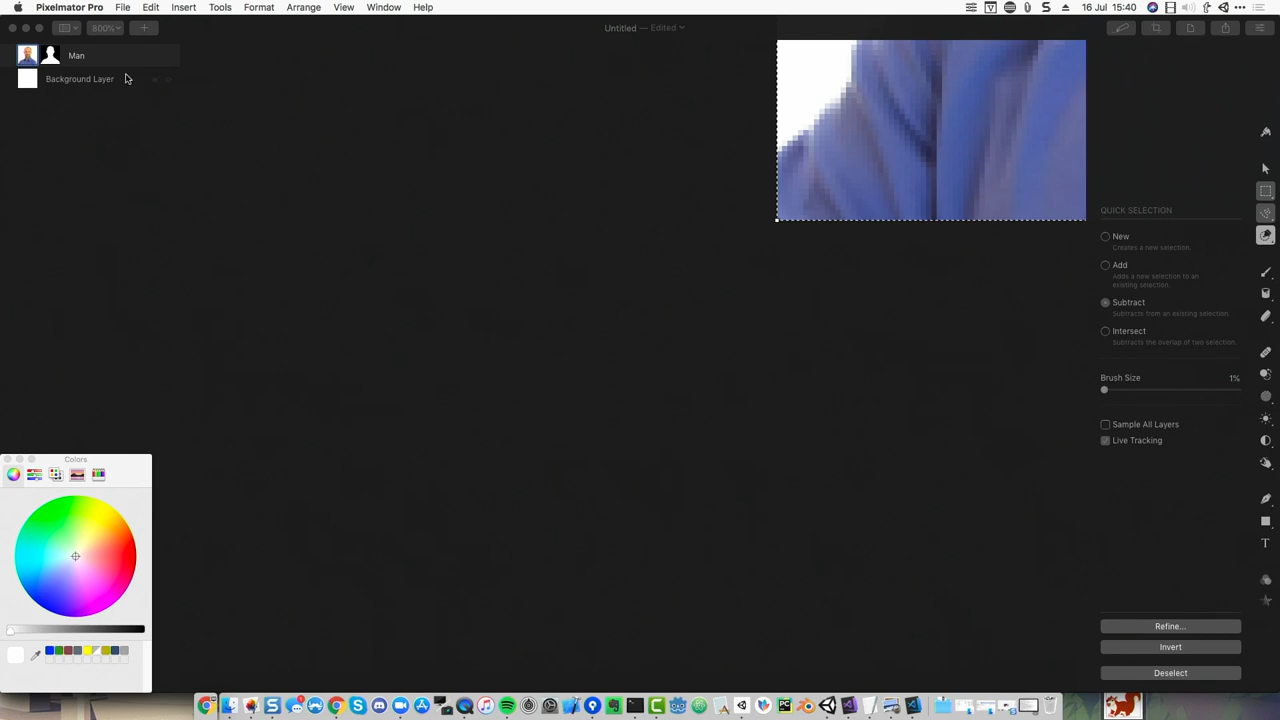 Pixelmator Pro File Edit Insert Tools Format Arrange View Window Help 16 Jul 15:40
800% Untitled — Edited
Man
Background Layer
QUICK SELECTION
New
Creates a new selection.
Add
Adds a new selection to an
existing selection.
Subtract
Subtracts from an existing selection.
Intersect
Subtracts the overlap of two selection.
Brush Size 1%
Sample All Layers
Live Tracking
Colors
Refine...
Invert
Deselect